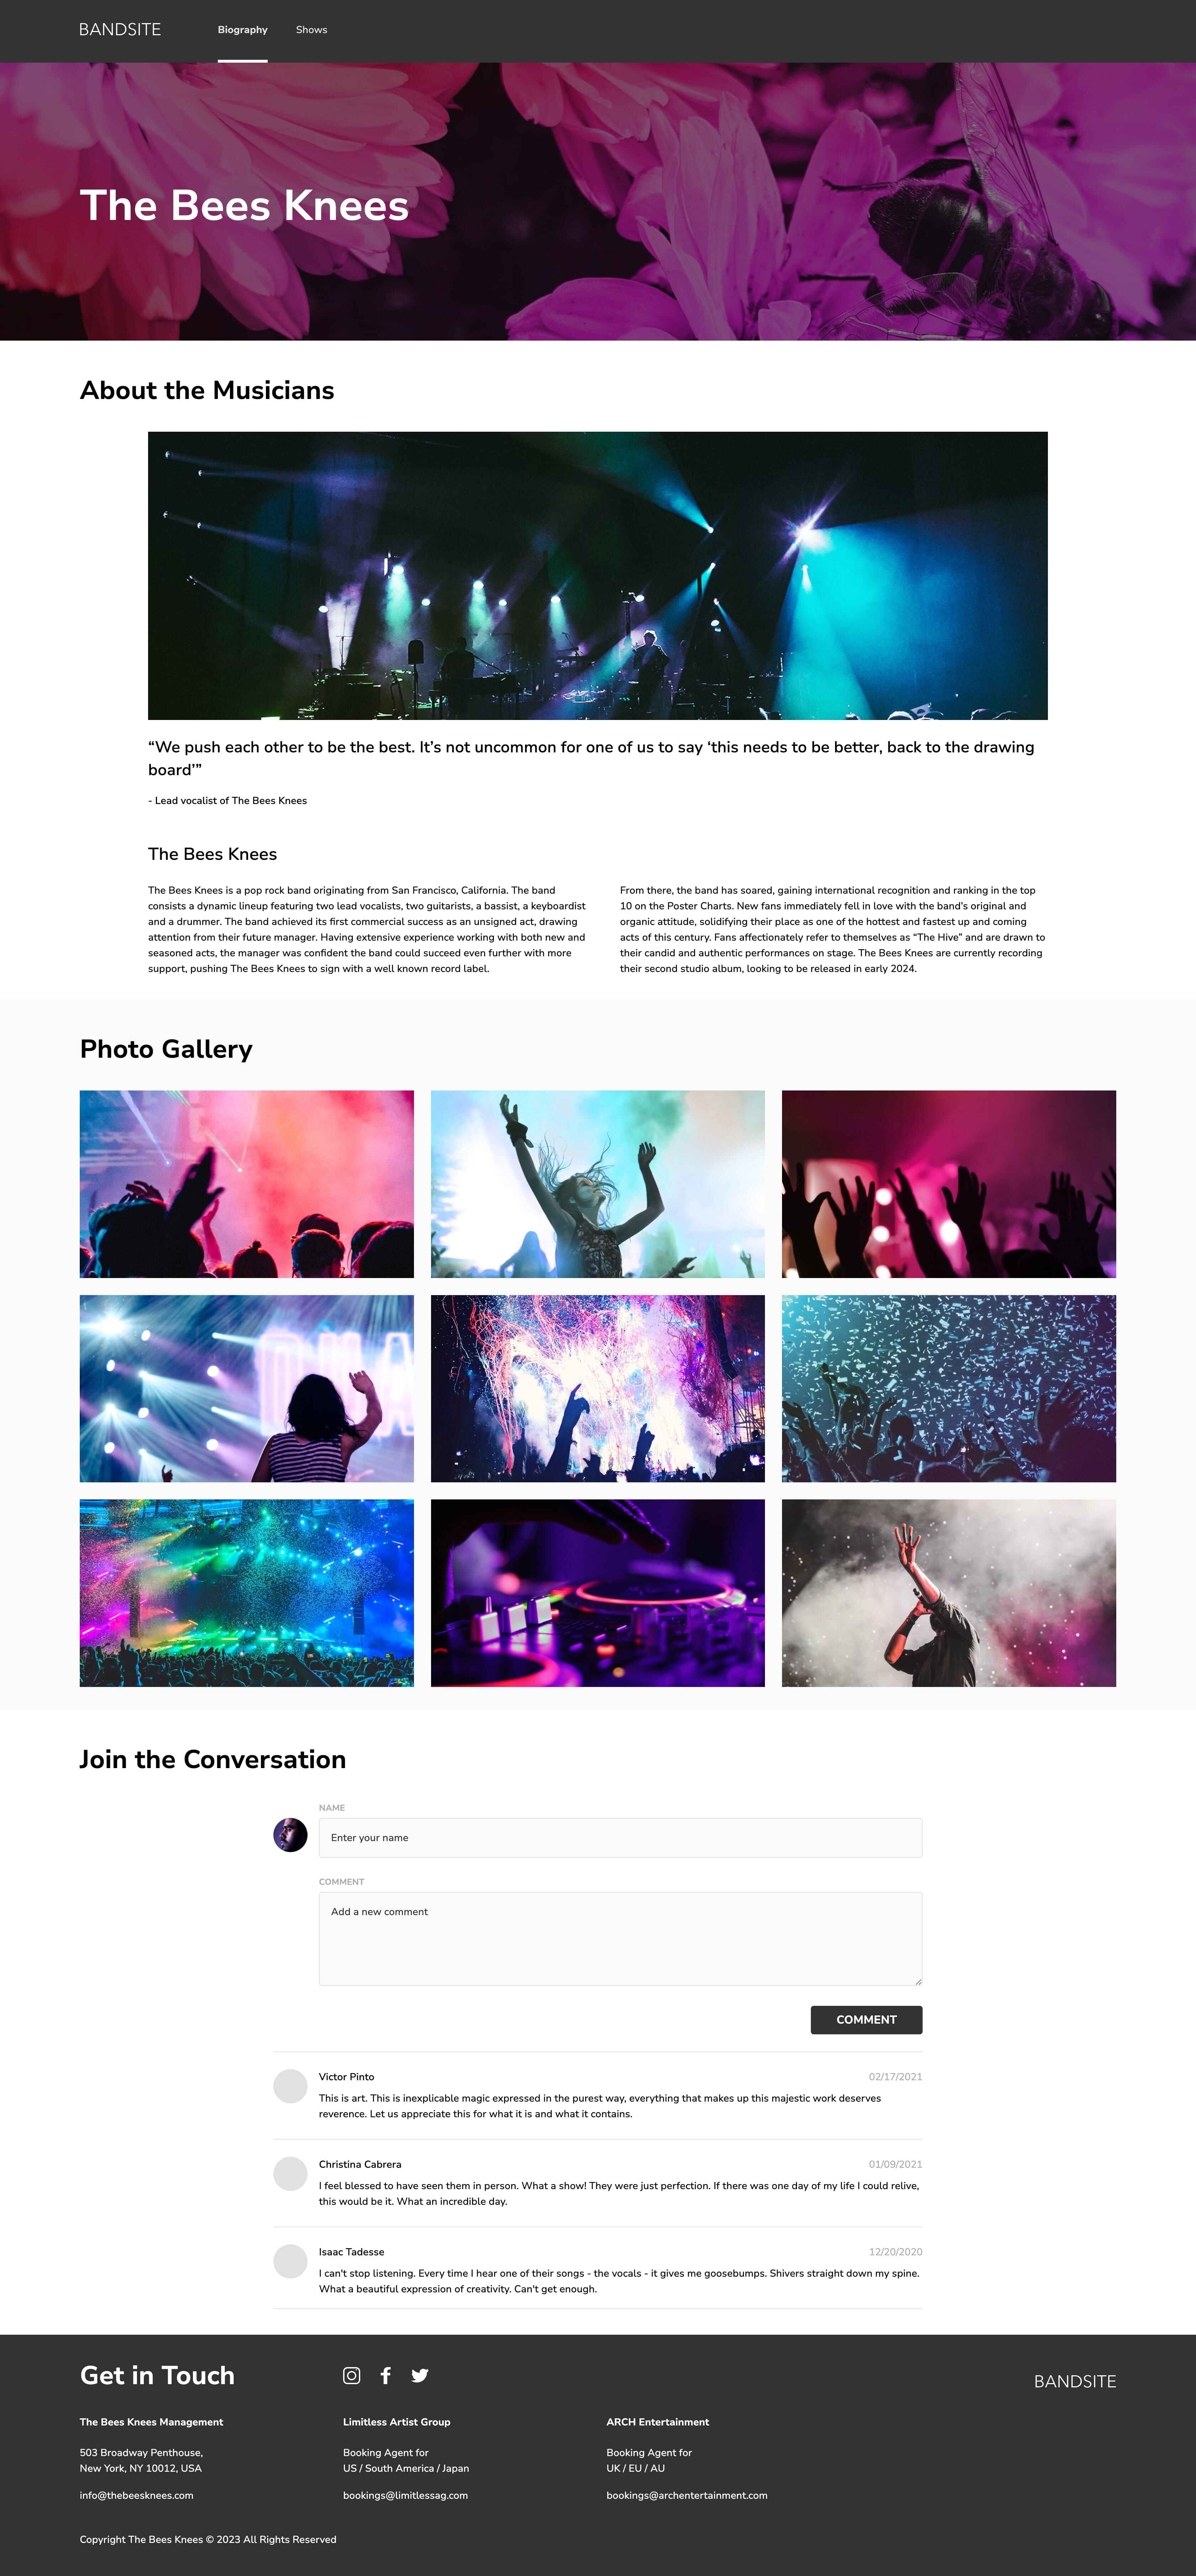 BANDSITE
Biography
Shows
The Bees Knees
About the Musicians
“We push each other to be the best. It’s not uncommon for one of us to say ‘this needs to be better, back to the drawing
board’”
- Lead vocalist of The Bees Knees
The Bees Knees
The Bees Knees is a pop rock band originating from San Francisco, California. The band
consists a dynamic lineup featuring two lead vocalists, two guitarists, a bassist, a keyboardist
and a drummer. The band achieved its first commercial success as an unsigned act, drawing
attention from their future manager. Having extensive experience working with both new and
seasoned acts, the manager was confident the band could succeed even further with more
support, pushing The Bees Knees to sign with a well known record label.
From there, the band has soared, gaining international recognition and ranking in the top
10 on the Poster Charts. New fans immediately fell in love with the band’s original and
organic attitude, solidifying their place as one of the hottest and fastest up and coming
acts of this century. Fans affectionately refer to themselves as “The Hive” and are drawn to
their candid and authentic performances on stage. The Bees Knees are currently recording
their second studio album, looking to be released in early 2024.
Photo Gallery
Join the Conversation
NAME
Enter your name
COMMENT
Add a new comment
COMMENT
Victor Pinto
02/17/2021
This is art. This is inexplicable magic expressed in the purest way, everything that makes up this majestic work deserves
reverence. Let us appreciate this for what it is and what it contains.
Christina Cabrera
01/09/2021
I feel blessed to have seen them in person. What a show! They were just perfection. If there was one day of my life I could relive,
this would be it. What an incredible day.
Isaac Tadesse
12/20/2020
I can't stop listening. Every time I hear one of their songs - the vocals - it gives me goosebumps. Shivers straight down my spine.
What a beautiful expression of creativity. Can't get enough.
Get in Touch
BANDSITE
The Bees Knees Management
503 Broadway Penthouse,
New York, NY 10012, USA
info@thebeesknees.com
Limitless Artist Group
Booking Agent for
US / South America / Japan
bookings@limitlessag.com
ARCH Entertainment
Booking Agent for
UK / EU / AU
bookings@archentertainment.com
Copyright The Bees Knees © 2023 All Rights Reserved